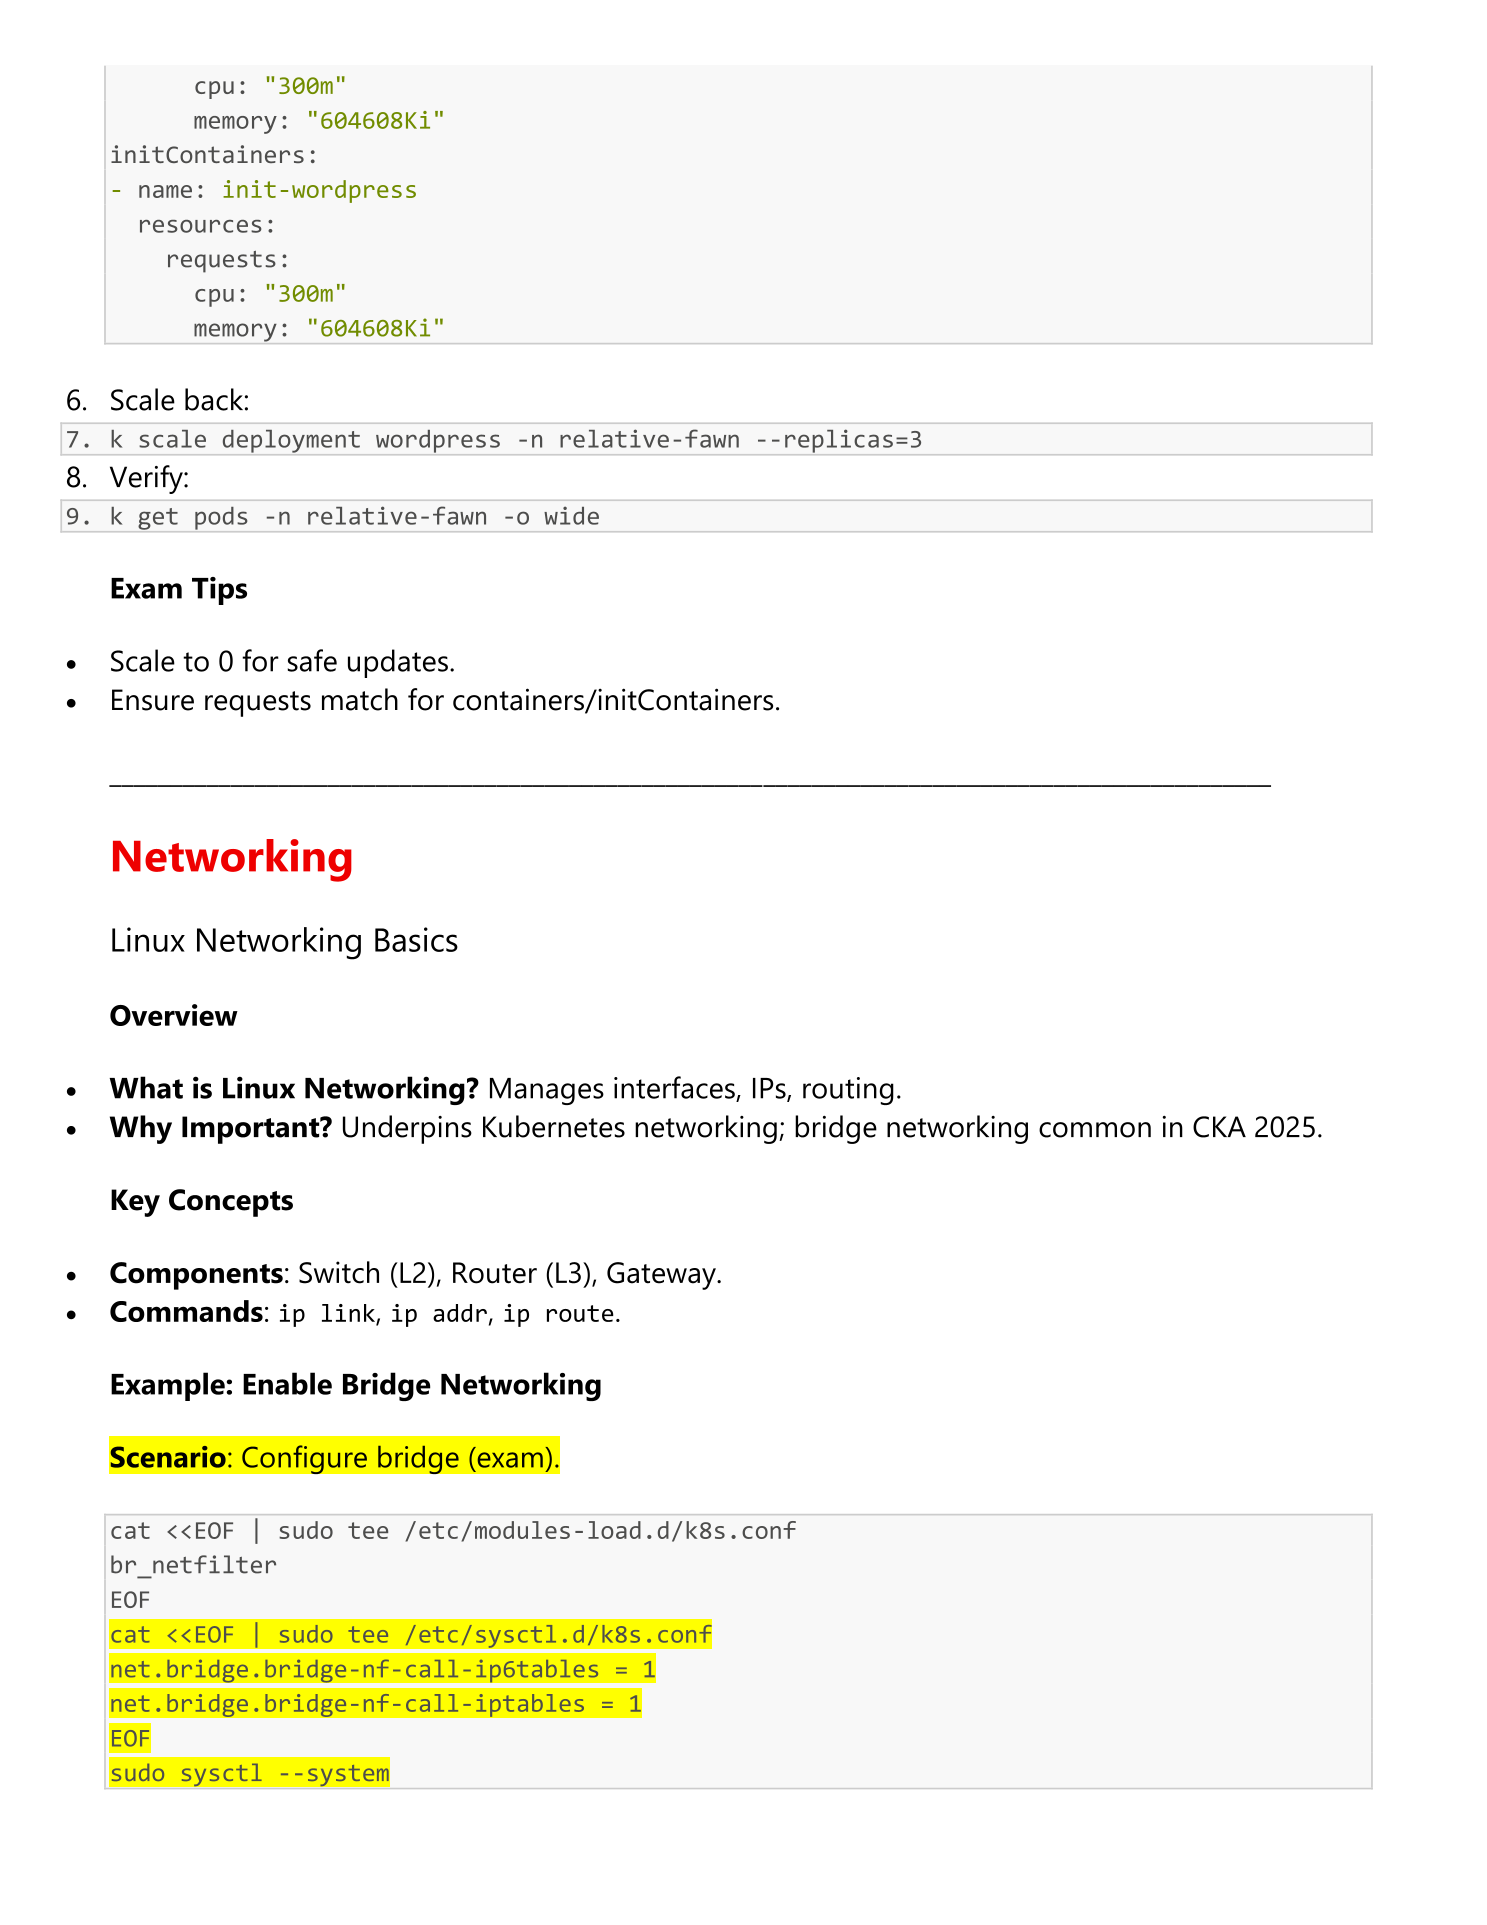 cpu: "300m"
      memory: "604608Ki"
initContainers:
- name: init-wordpress
  resources:
    requests:
      cpu: "300m"
      memory: "604608Ki"
6. Scale back:
7. k scale deployment wordpress -n relative-fawn --replicas=3
8. Verify:
9. k get pods -n relative-fawn -o wide
Exam Tips
• Scale to 0 for safe updates.
• Ensure requests match for containers/initContainers.
Networking
Linux Networking Basics
Overview
• What is Linux Networking? Manages interfaces, IPs, routing.
• Why Important? Underpins Kubernetes networking; bridge networking common in CKA 2025.
Key Concepts
• Components: Switch (L2), Router (L3), Gateway.
• Commands: ip link, ip addr, ip route.
Example: Enable Bridge Networking
Scenario: Configure bridge (exam).
cat <<EOF | sudo tee /etc/modules-load.d/k8s.conf
br_netfilter
EOF
cat <<EOF | sudo tee /etc/sysctl.d/k8s.conf
net.bridge.bridge-nf-call-ip6tables = 1
net.bridge.bridge-nf-call-iptables = 1
EOF
sudo sysctl --system